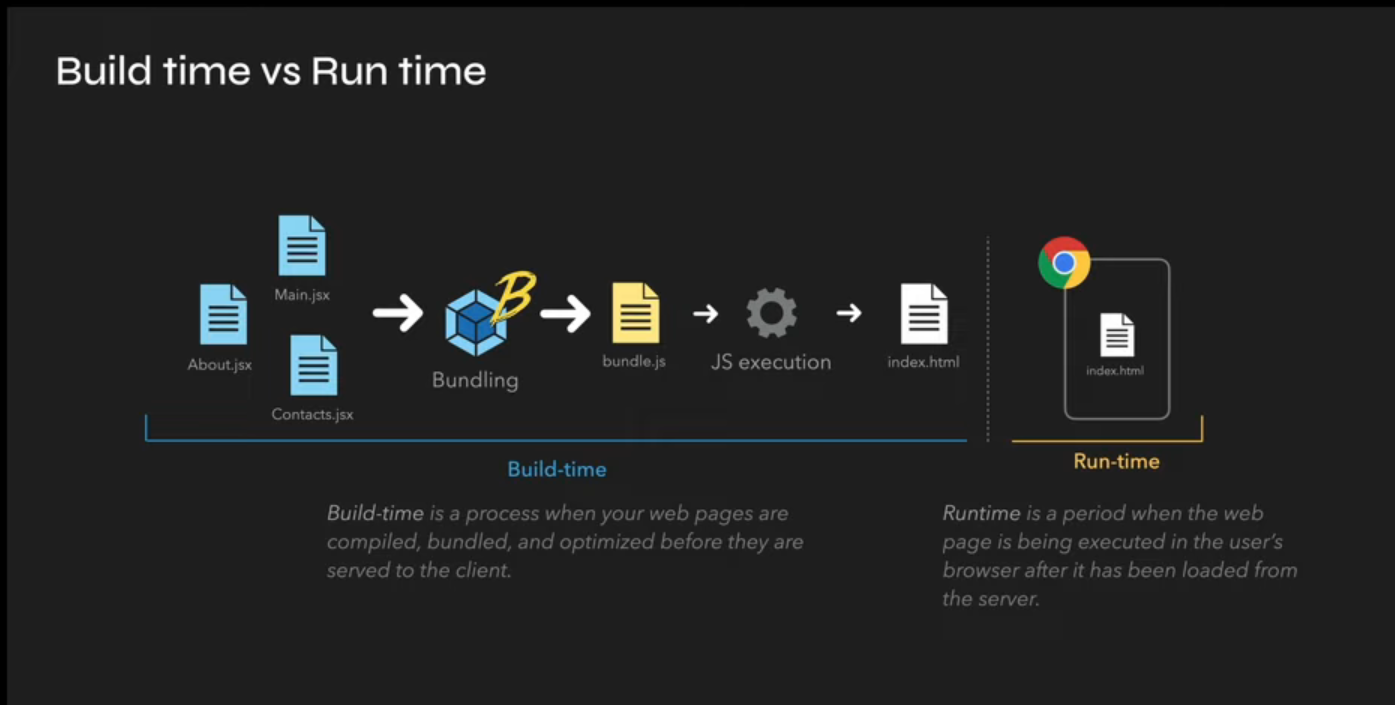 Build time vs Run time
Main.jsx
About.jsx
Contacts.jsx
B
Bundling
bundle.js
JS execution
index.html
index.html
Build-time
Run-time
Build-time is a process when your web pages are
compiled, bundled, and optimized before they are
served to the client.
Runtime is a period when the web
page is being executed in the user's
browser after it has been loaded from
the server.